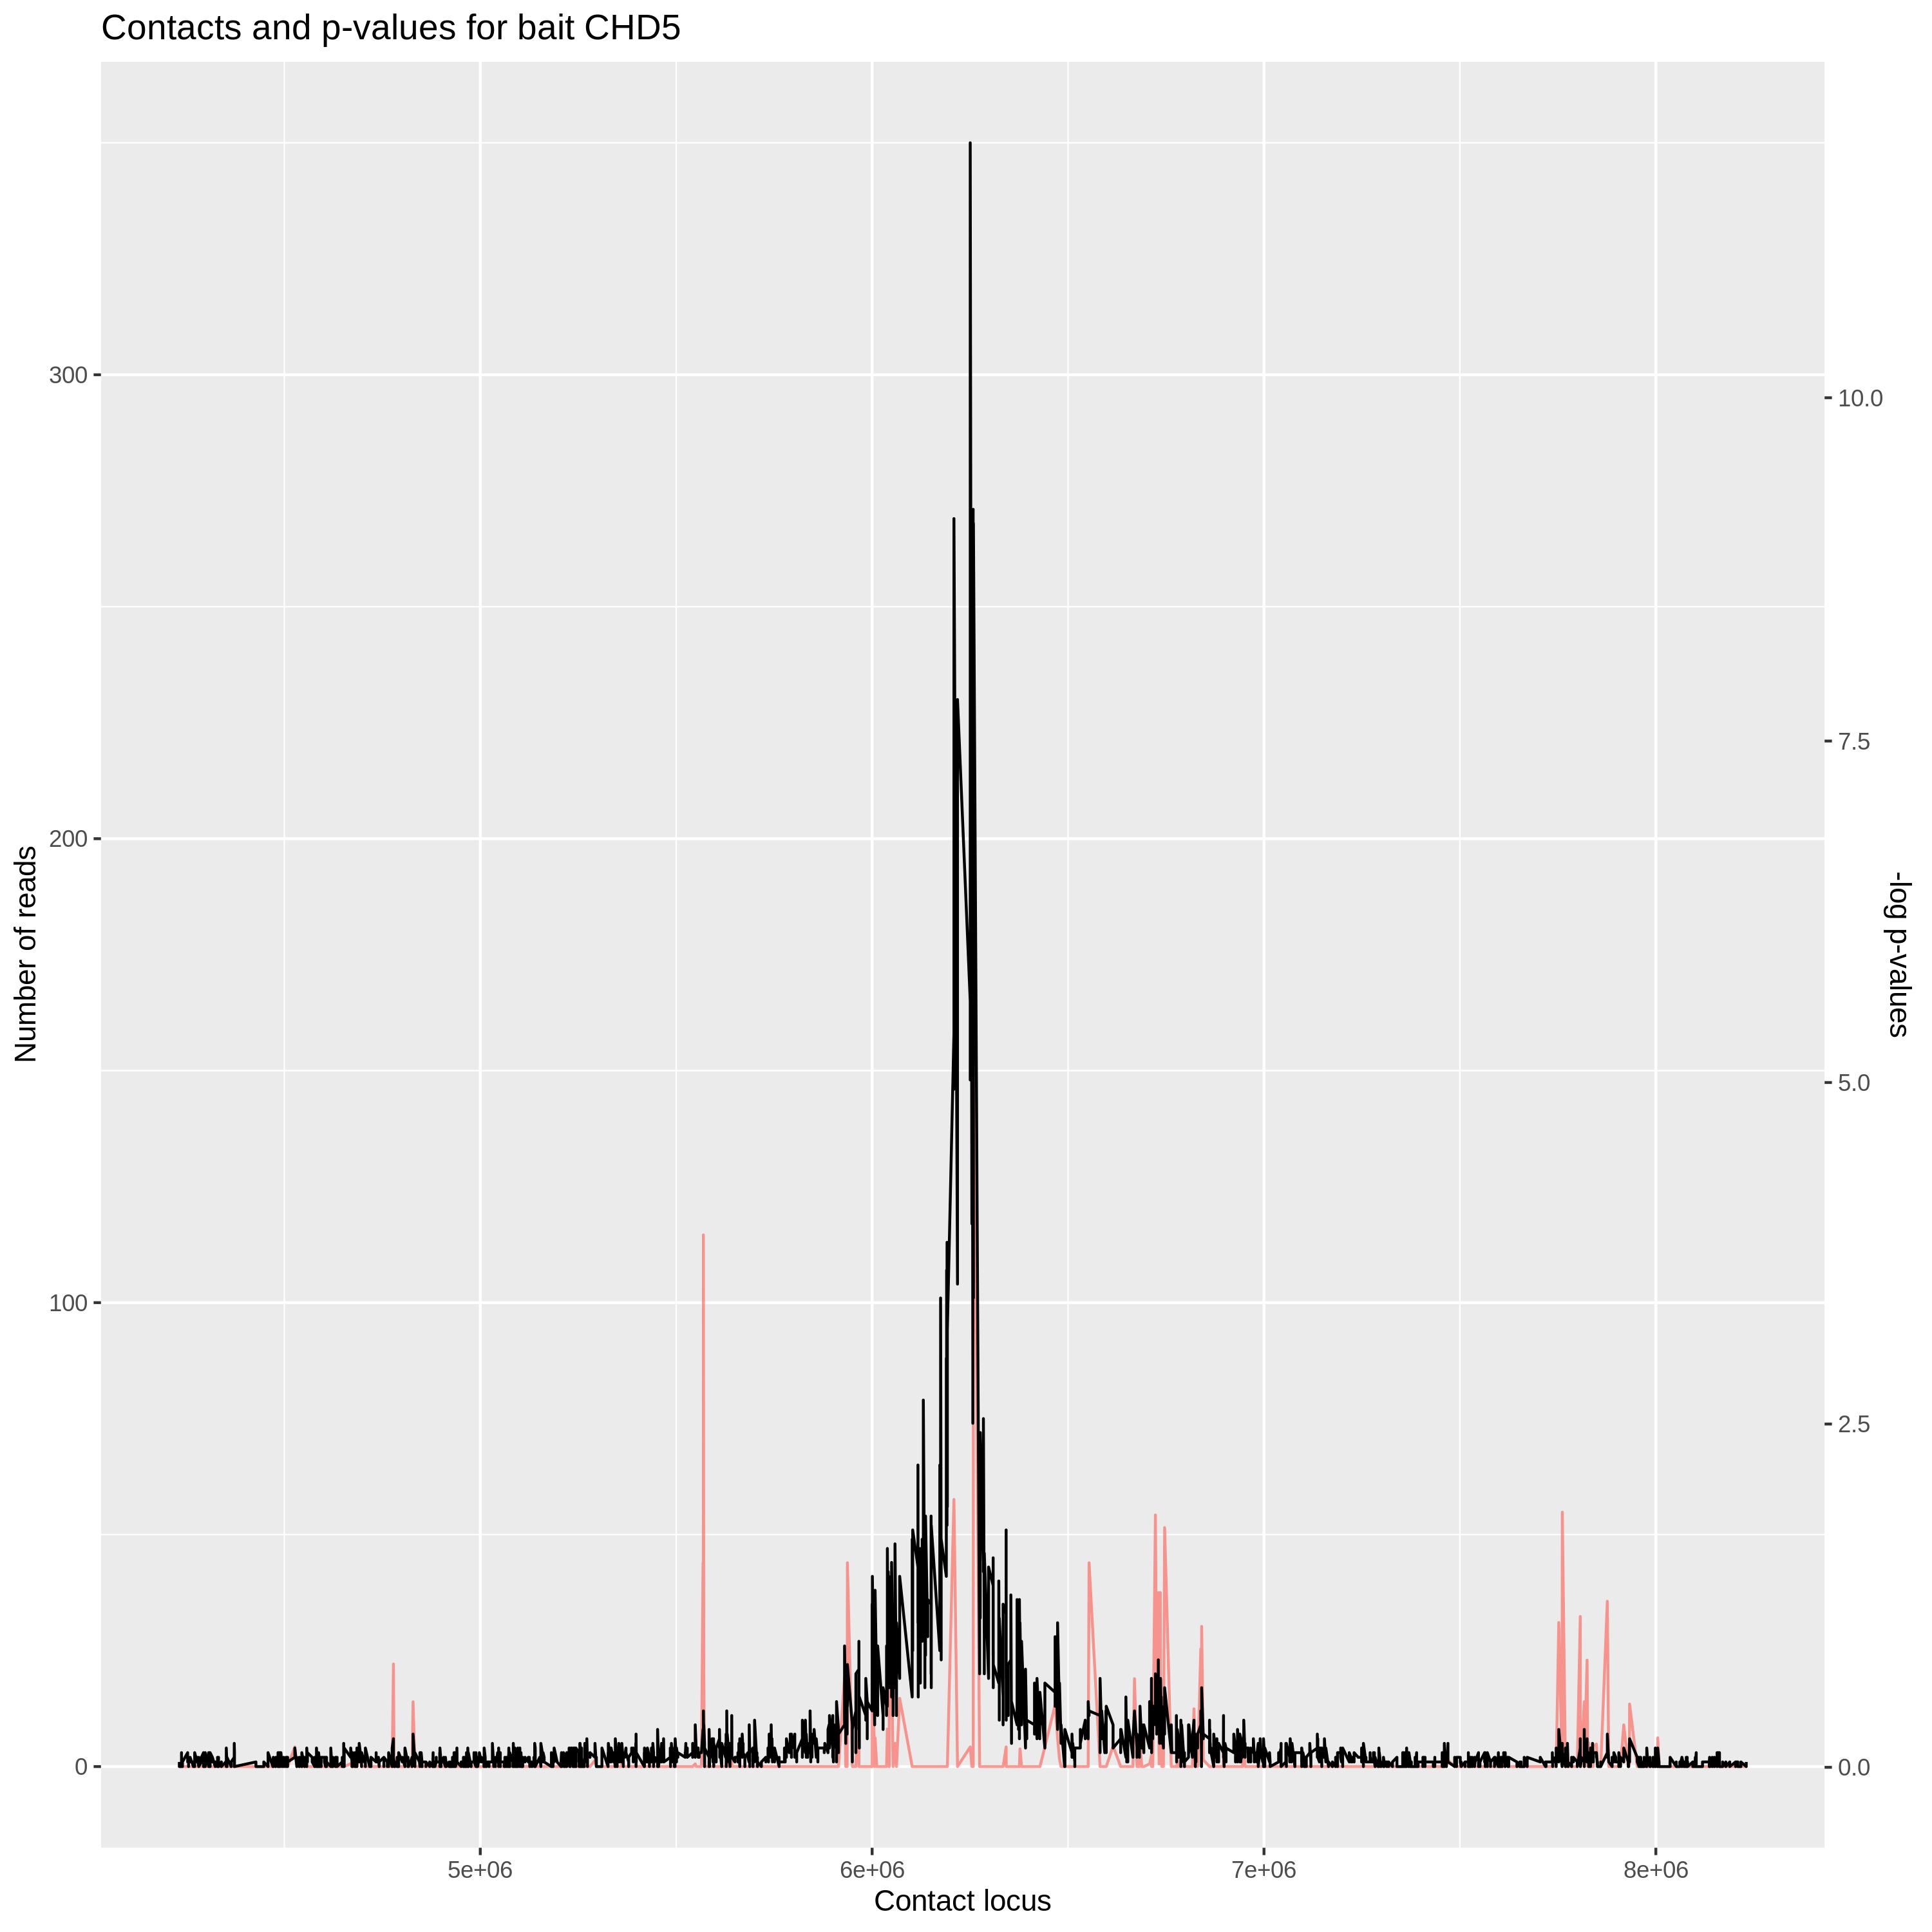 Contacts and p-values for bait CHD5
300
200
100
0
Number of reads
10.0
7.5
5.0
2.5
0.0
-log p-values
5e+06
6e+06
7e+06
8e+06
Contact locus